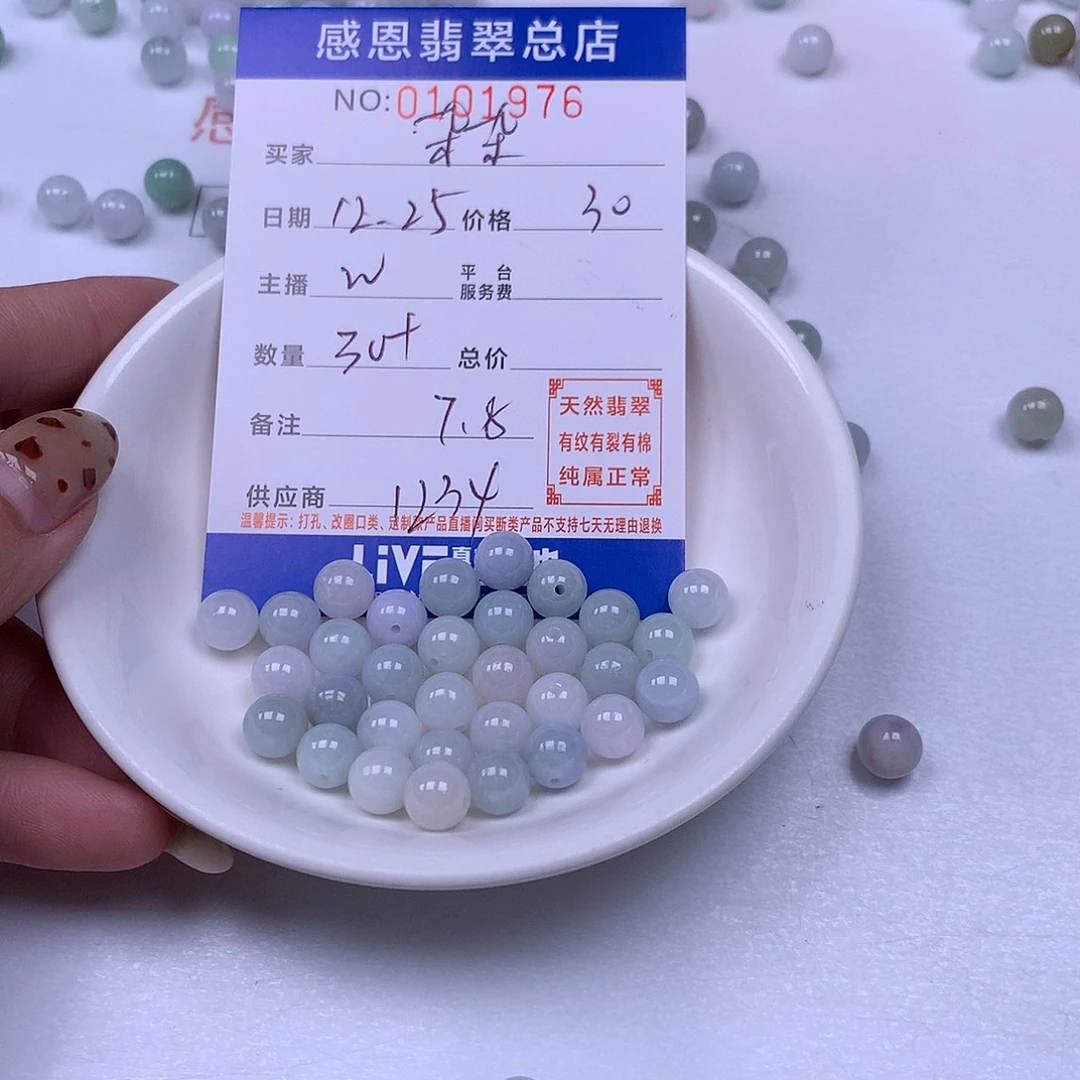 感恩翡翠总店
NO:0101976
买家 朵朵
日期 12-25 价格 30
主播 W 平台服务费
数量 30+ 总价
备注 7.8
天然翡翠
有纹有裂有棉
纯属正常
供应商 1234
温馨提示：打孔、改圈口类、定制类产品直播间买断类产品不支持七天无理由退换
LiVE